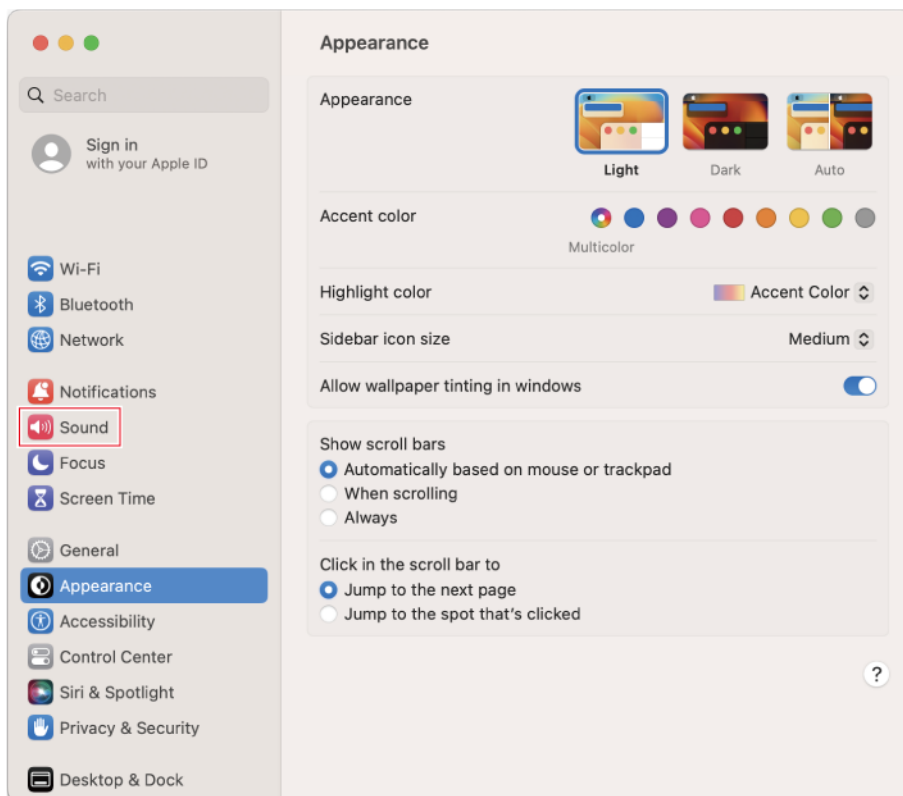 Search
Sign in
with your Apple ID
Wi-Fi
Bluetooth
Network
Notifications
Sound
Focus
Screen Time
General
Appearance
Accessibility
Control Center
Siri & Spotlight
Privacy & Security
Desktop & Dock
Appearance
Appearance
Light Dark Auto
Accent color
Multicolor
Highlight color Accent Color
Sidebar icon size Medium
Allow wallpaper tinting in windows
Show scroll bars
Automatically based on mouse or trackpad
When scrolling
Always
Click in the scroll bar to
Jump to the next page
Jump to the spot that's clicked
?